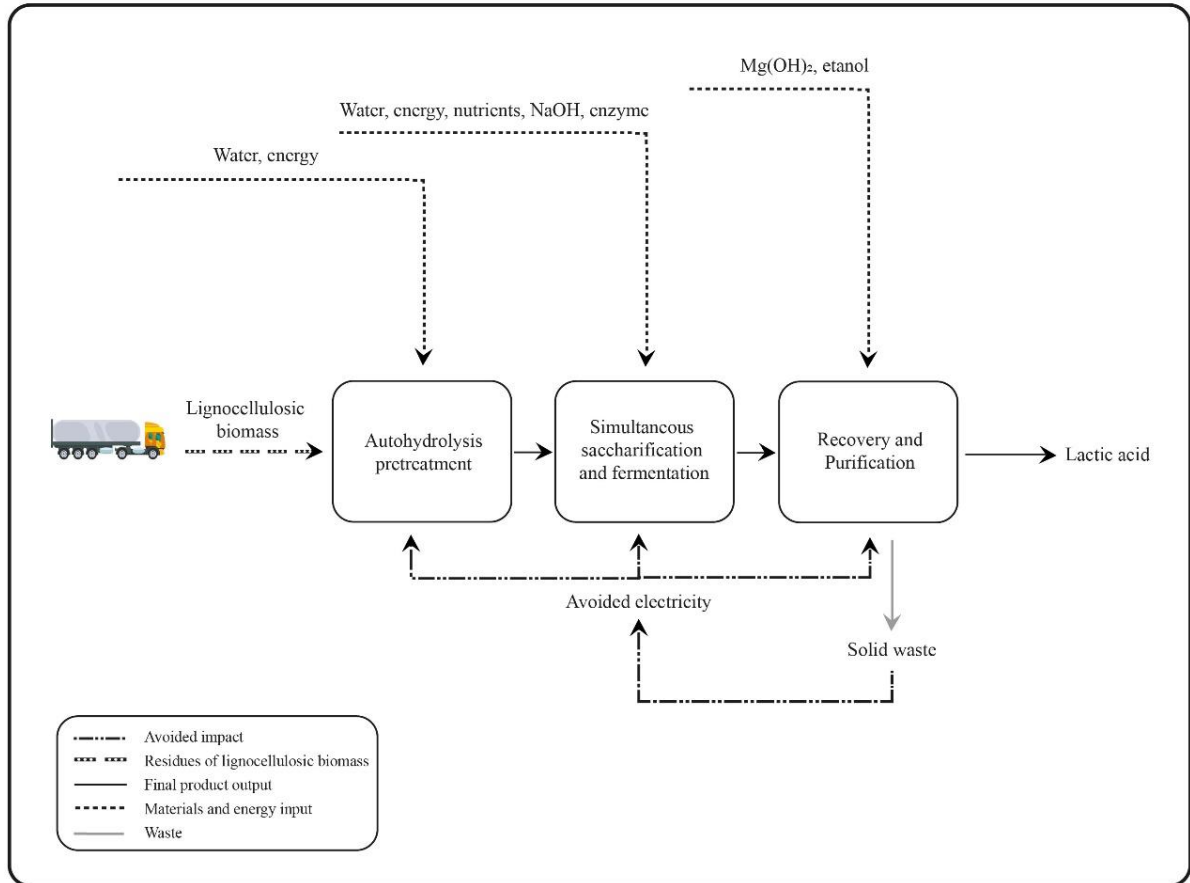 Mg(OH)₂, etanol
Water, energy, nutrients, NaOH, enzyme
Water, energy
Lignocellulosic
biomass
Autohydrolysis
pretreatment
Simultaneous
saccharification
and fermentation
Recovery and
Purification
Lactic acid
Avoided electricity
Solid waste
Avoided impact
Residues of lignocellulosic biomass
Final product output
Materials and energy input
Waste